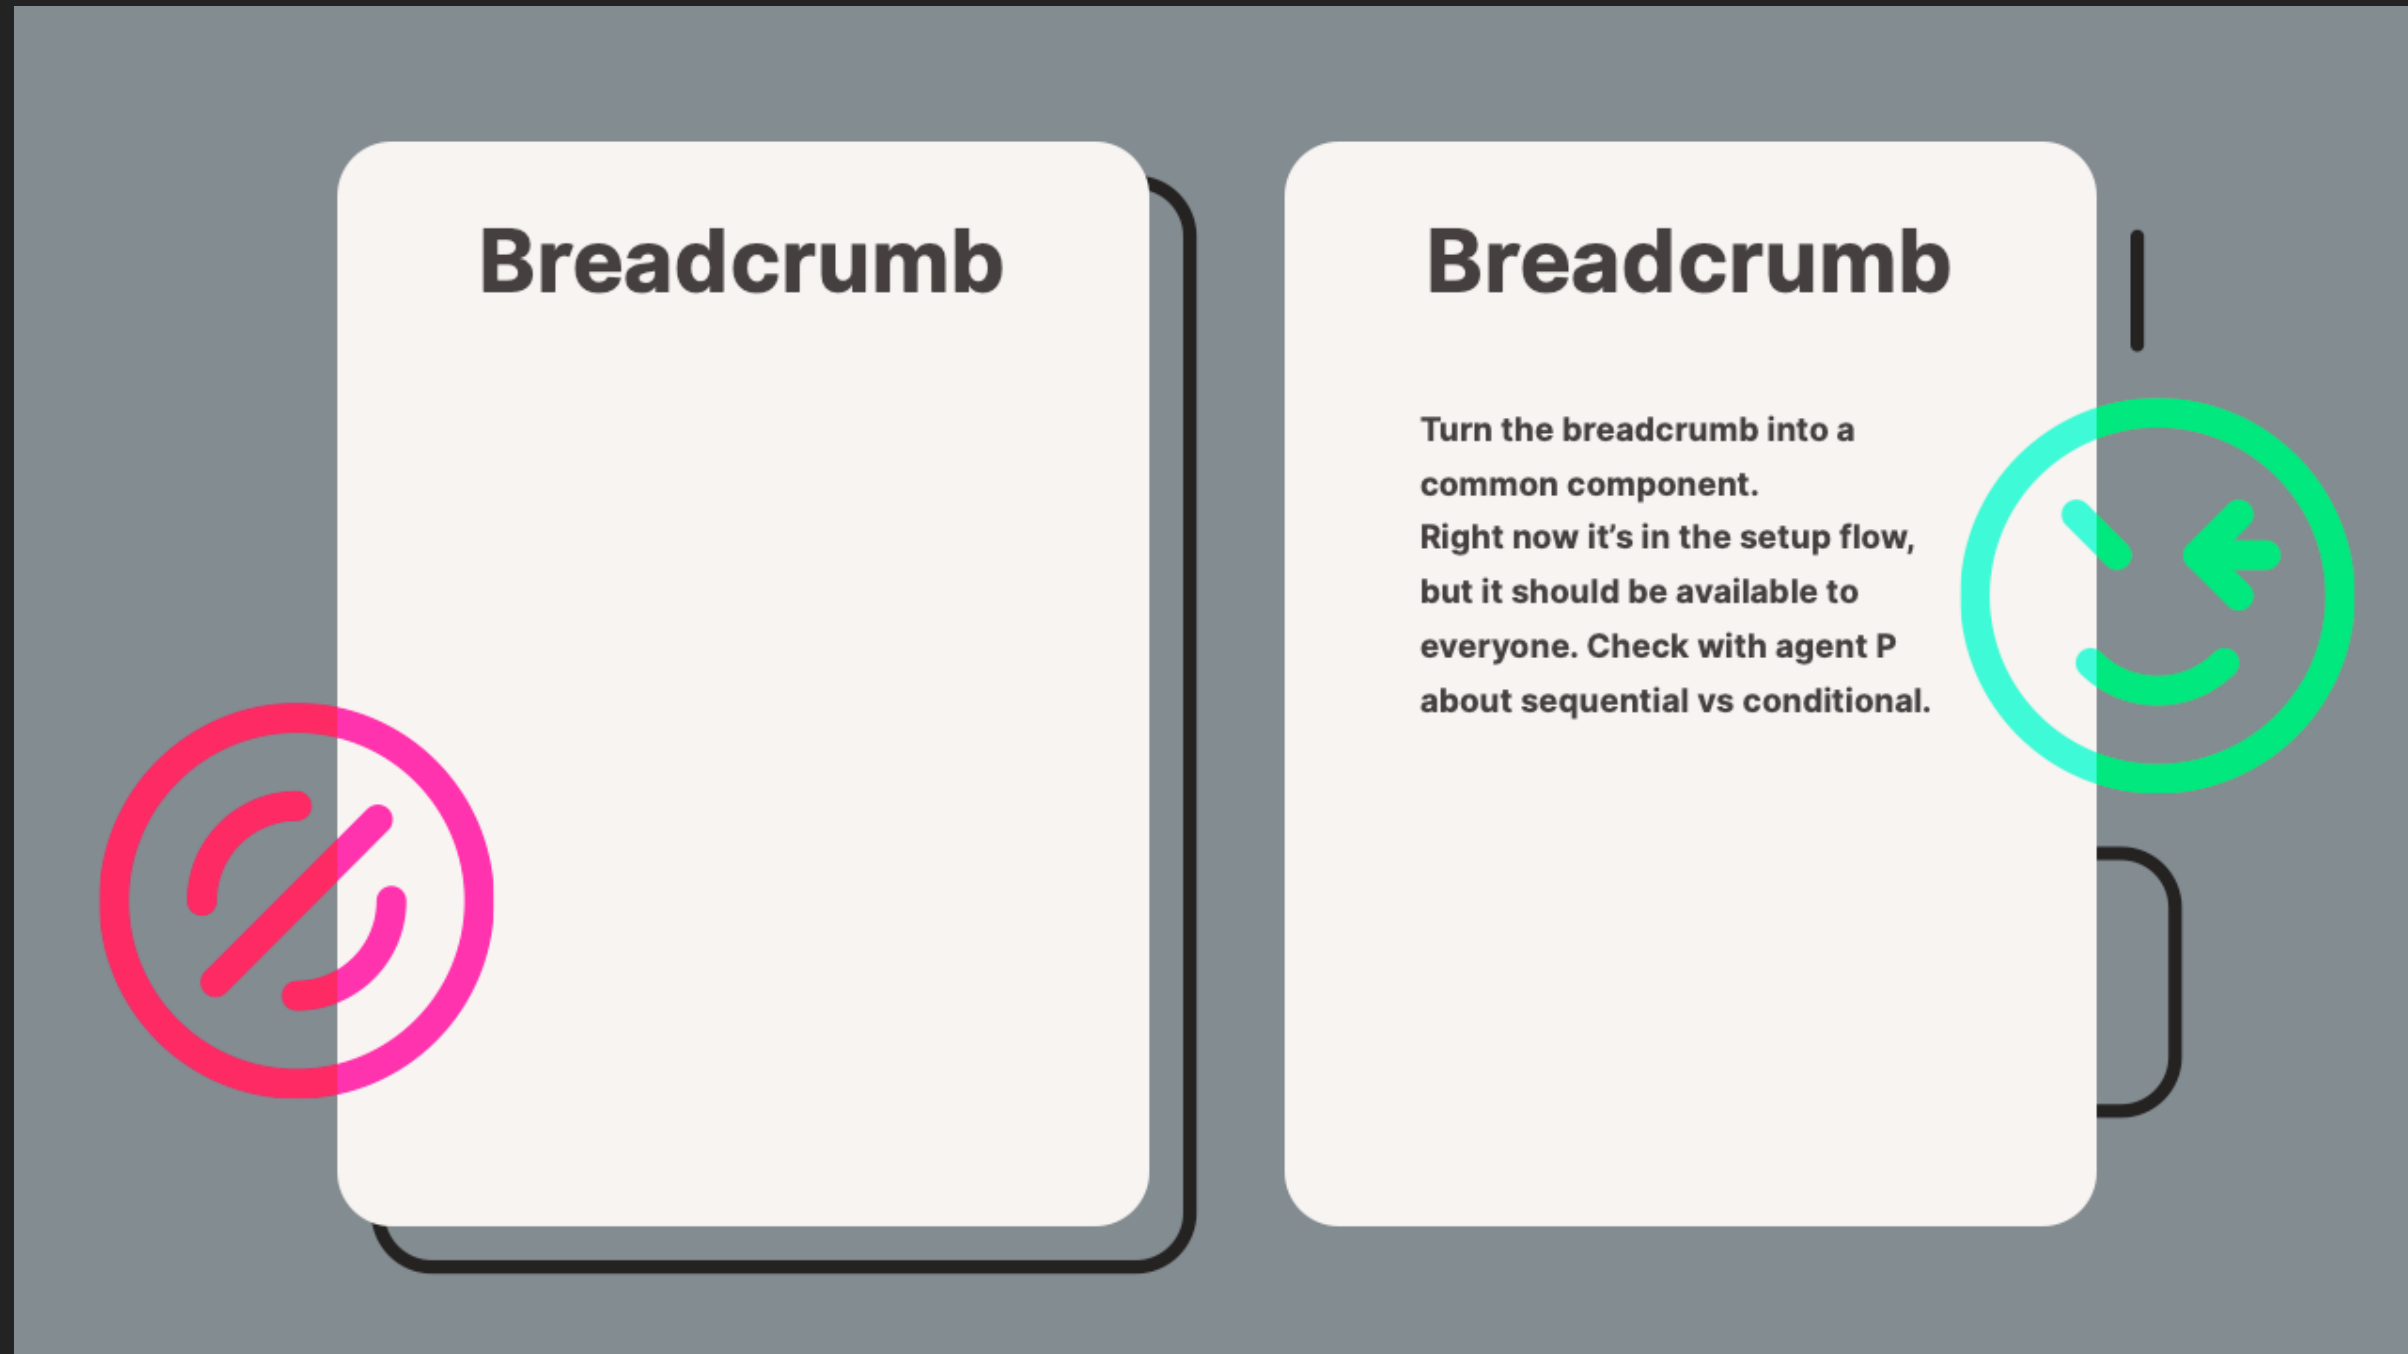 Breadcrumb
Breadcrumb
Turn the breadcrumb into a
common component.
Right now it’s in the setup flow,
but it should be available to
everyone. Check with agent P
about sequential vs conditional.